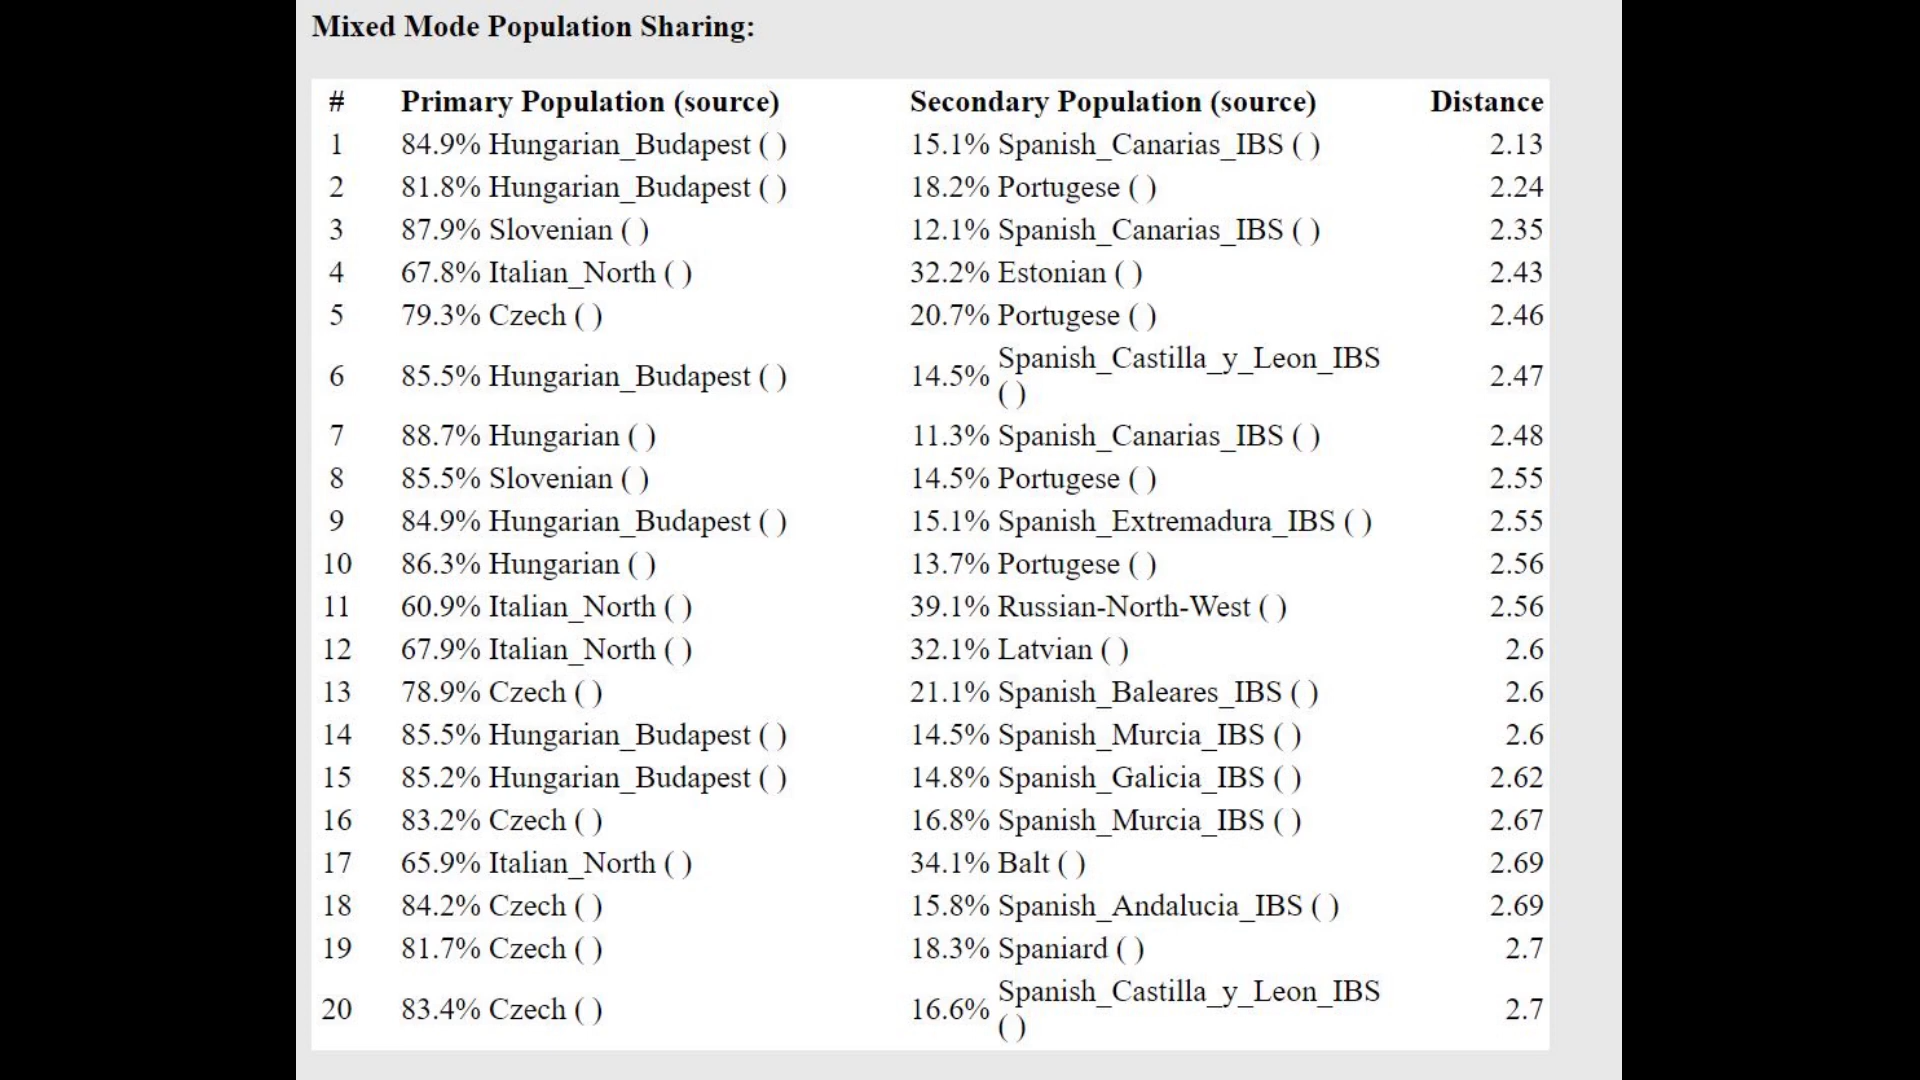 Mixed Mode Population Sharing:
# Primary Population (source) Secondary Population (source) Distance
1 84.9% Hungarian_Budapest ( ) 15.1% Spanish_Canarias_IBS ( ) 2.13
2 81.8% Hungarian_Budapest ( ) 18.2% Portugese ( ) 2.24
3 87.9% Slovenian ( ) 12.1% Spanish_Canarias_IBS ( ) 2.35
4 67.8% Italian_North ( ) 32.2% Estonian ( ) 2.43
5 79.3% Czech ( ) 20.7% Portugese ( ) 2.46
6 85.5% Hungarian_Budapest ( ) 14.5% Spanish_Castilla_y_Leon_IBS ( ) 2.47
7 88.7% Hungarian ( ) 11.3% Spanish_Canarias_IBS ( ) 2.48
8 85.5% Slovenian ( ) 14.5% Portugese ( ) 2.55
9 84.9% Hungarian_Budapest ( ) 15.1% Spanish_Extremadura_IBS ( ) 2.55
10 86.3% Hungarian ( ) 13.7% Portugese ( ) 2.56
11 60.9% Italian_North ( ) 39.1% Russian-North-West ( ) 2.56
12 67.9% Italian_North ( ) 32.1% Latvian ( ) 2.6
13 78.9% Czech ( ) 21.1% Spanish_Baleares_IBS ( ) 2.6
14 85.5% Hungarian_Budapest ( ) 14.5% Spanish_Murcia_IBS ( ) 2.6
15 85.2% Hungarian_Budapest ( ) 14.8% Spanish_Galicia_IBS ( ) 2.62
16 83.2% Czech ( ) 16.8% Spanish_Murcia_IBS ( ) 2.67
17 65.9% Italian_North ( ) 34.1% Balt ( ) 2.69
18 84.2% Czech ( ) 15.8% Spanish_Andalucia_IBS ( ) 2.69
19 81.7% Czech ( ) 18.3% Spaniard ( ) 2.7
20 83.4% Czech ( ) 16.6% Spanish_Castilla_y_Leon_IBS ( ) 2.7